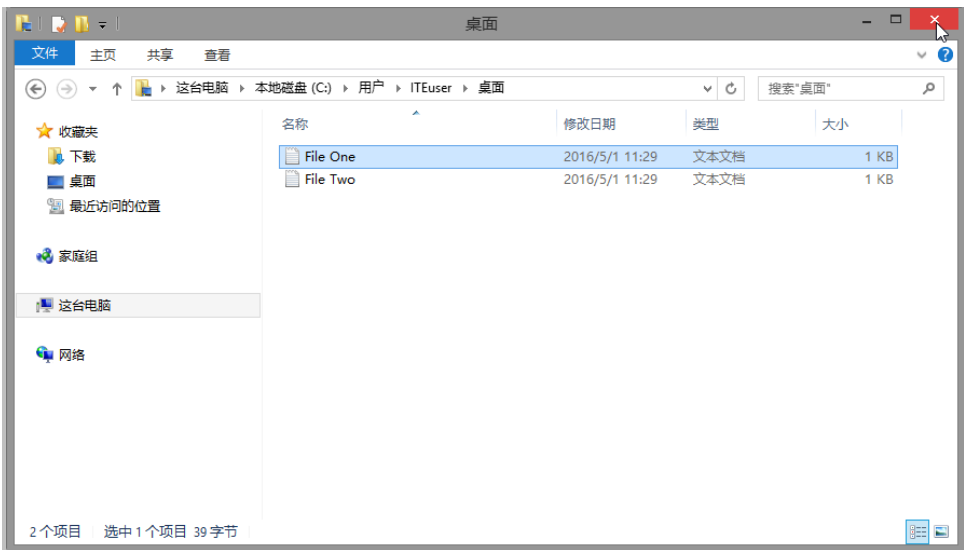 桌面
文件 主页 共享 查看
这台电脑 本地磁盘 (C:) 用户 ITEuser 桌面 搜索"桌面"
名称 修改日期 类型 大小
收藏夹
下载
桌面
最近访问的位置
家庭组
这台电脑
网络
File One 2016/5/1 11:29 文本文档 1 KB
File Two 2016/5/1 11:29 文本文档 1 KB
2 个项目 选中 1 个项目 39 字节